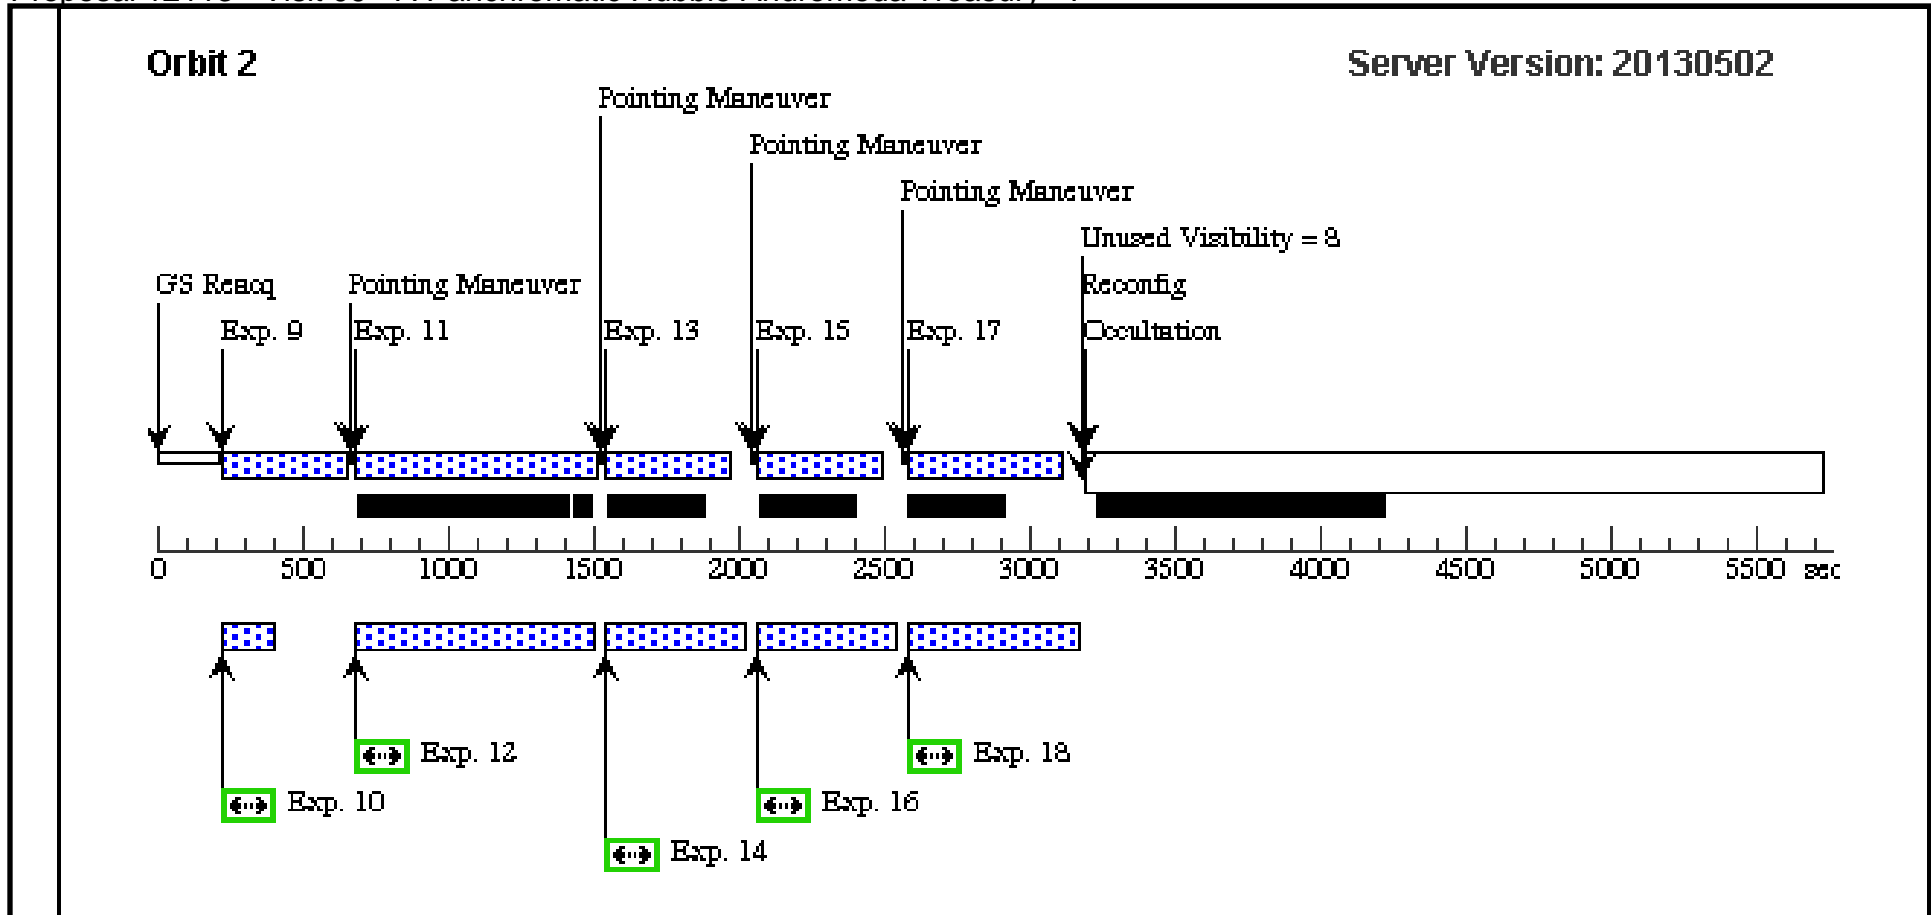 Orbit 2
Server Version: 20130502
Pointing Maneuver
Pointing Maneuver
Pointing Maneuver
Unused Visibility = 8
GS Reacq
Pointing Maneuver
Reconfig
Exp. 9
Exp. 11
Exp. 13
Exp. 15
Exp. 17
Occultation
0 500 1000 1500 2000 2500 3000 3500 4000 4500 5000 5500 sec
Exp. 12
Exp. 18
Exp. 10
Exp. 16
Exp. 14